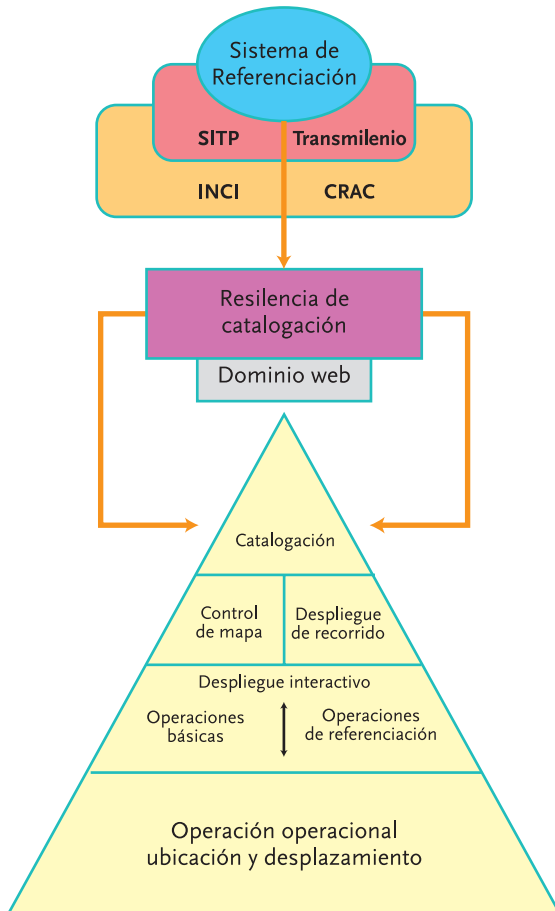 Sistema de
Referenciación
SITP Transmilenio
INCI CRAC
Resilencia de
catalogación
Dominio web
Catalogación
Control
de mapa
Despliegue
de recorrido
Despliegue interactivo
Operaciones
básicas
Operaciones
de referenciación
Operación operacional
ubicación y desplazamiento